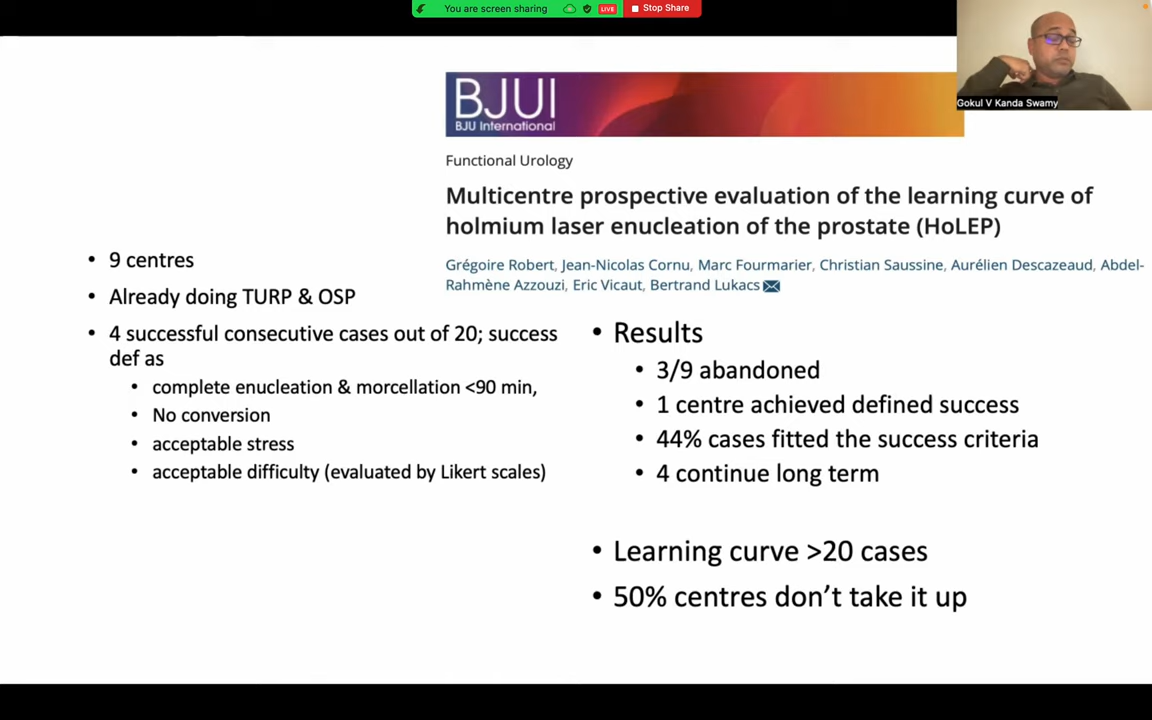 You are screen sharing
LIVE
Stop Share
Gokul V Kanda Swamy
BJUI
BJU International
Functional Urology
Multicentre prospective evaluation of the learning curve of
holmium laser enucleation of the prostate (HoLEP)
Grégoire Robert, Jean-Nicolas Cornu, Marc Fourmarier, Christian Saussine, Aurélien Descazeaud, Abdel-
Rahmène Azzouzi, Eric Vicaut, Bertrand Lukacs
• 9 centres
• Already doing TURP & OSP
• 4 successful consecutive cases out of 20; success
def as
• complete enucleation & morcellation <90 min,
• No conversion
• acceptable stress
• acceptable difficulty (evaluated by Likert scales)
• Results
• 3/9 abandoned
• 1 centre achieved defined success
• 44% cases fitted the success criteria
• 4 continue long term
• Learning curve >20 cases
• 50% centres don’t take it up